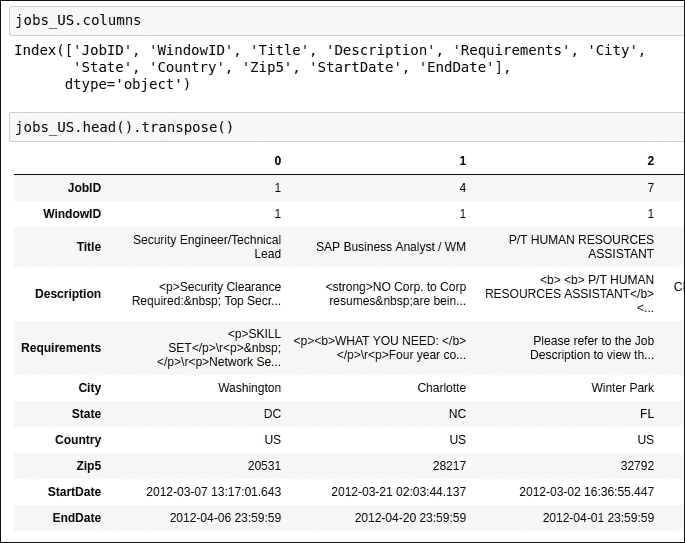 jobs_US.columns
Index(['JobID', 'WindowID', 'Title', 'Description', 'Requirements', 'City',
'State', 'Country', 'Zip5', 'StartDate', 'EndDate'],
dtype='object')
jobs_US.head().transpose()
0 1 2
JobID 1 4 7
WindowID 1 1 1
Title Security Engineer/Technical Lead SAP Business Analyst / WM P/T HUMAN RESOURCES ASSISTANT
Description <p>Security Clearance Required:&nbsp; Top Secr... <strong>NO Corp. to Corp resumes&nbsp;are bein... <b> <b> P/T HUMAN RESOURCES ASSISTANT</b> <...
Requirements <p>SKILL SET</p>\r<p>&nbsp;</p>\r<p>Network Se... <p><b>WHAT YOU NEED: </b></p>\r<p>Four year co... Please refer to the Job Description to view th...
City Washington Charlotte Winter Park
State DC NC FL
Country US US US
Zip5 20531 28217 32792
StartDate 2012-03-07 13:17:01.643 2012-03-21 02:03:44.137 2012-03-02 16:36:55.447
EndDate 2012-04-06 23:59:59 2012-04-20 23:59:59 2012-04-01 23:59:59